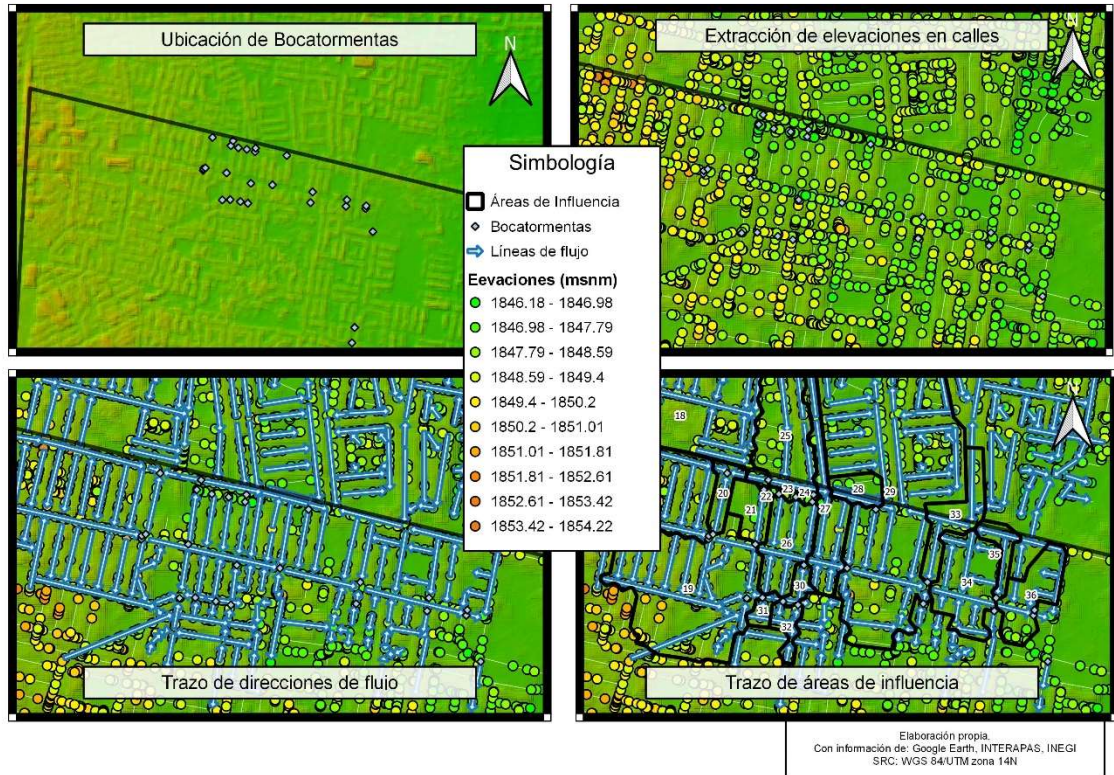 Ubicación de Bocatormentas
N
Extracción de elevaciones en calles
N
Simbología
Áreas de Influencia
Bocatormentas
Líneas de flujo
Eevaciones (msnm)
1846.18 - 1846.98
1846.98 - 1847.79
1847.79 - 1848.59
1848.59 - 1849.4
1849.4 - 1850.2
1850.2 - 1851.01
1851.01 - 1851.81
1851.81 - 1852.61
1852.61 - 1853.42
1853.42 - 1854.22
Trazo de direcciones de flujo
N
18
25
20
21
22
23
24
27
28
29
33
26
35
19
30
34
36
31
32
Trazo de áreas de influencia
Elaboración propia.
Con información de: Google Earth, INTERAPAS, INEGI
SRC: WGS 84/UTM zona 14N